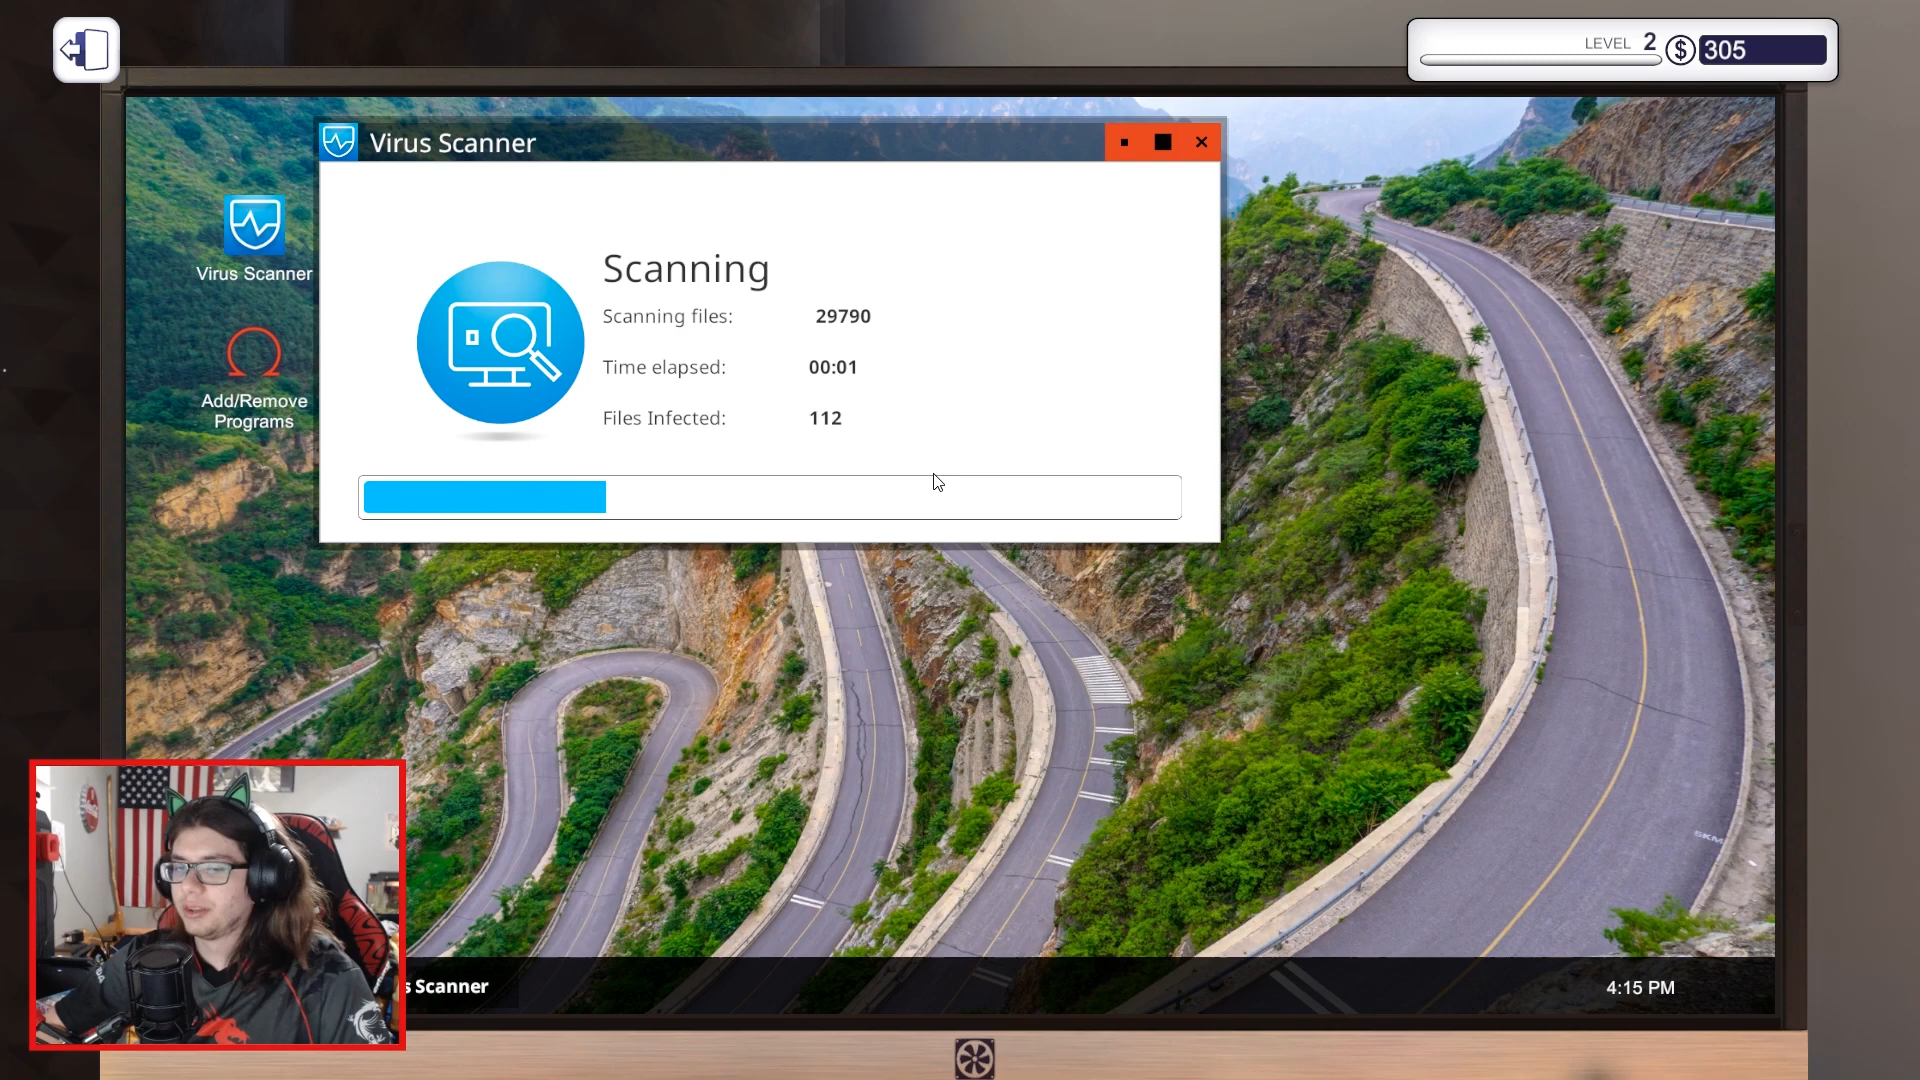 LEVEL 2
305
Virus Scanner
Virus Scanner
Add/Remove
Programs
Scanning
Scanning files: 29790
Time elapsed: 00:01
Files Infected: 112
5KM
s Scanner
4:15 PM